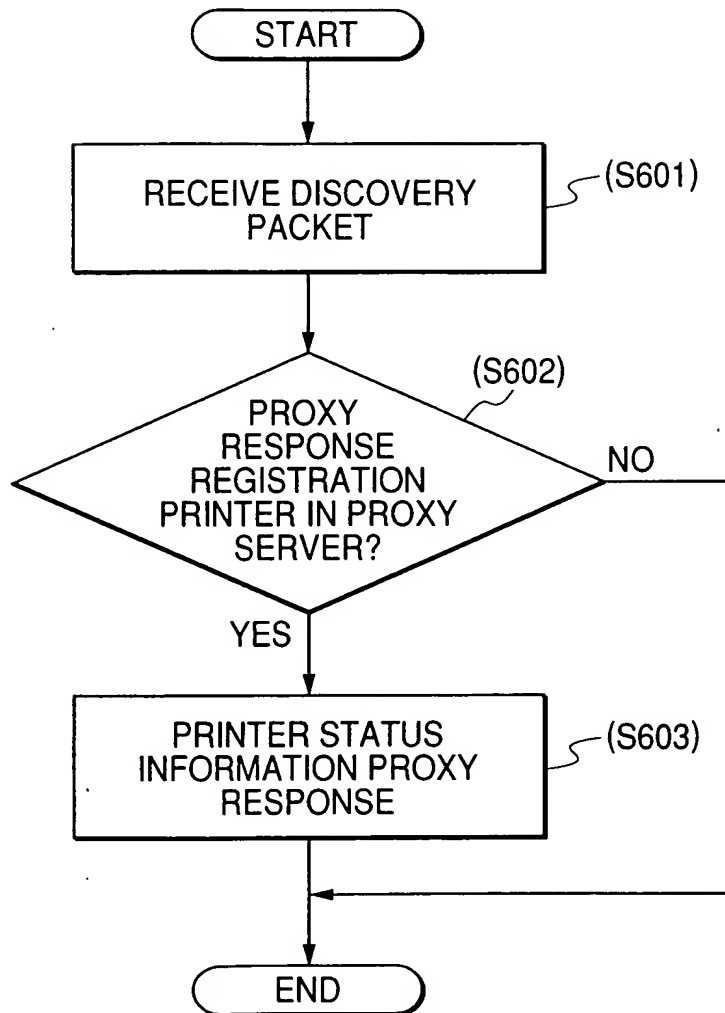 START
RECEIVE DISCOVERY
PACKET
(S601)
(S602)
PROXY
RESPONSE
REGISTRATION
PRINTER IN PROXY
SERVER?
NO
YES
PRINTER STATUS
INFORMATION PROXY
RESPONSE
(S603)
END